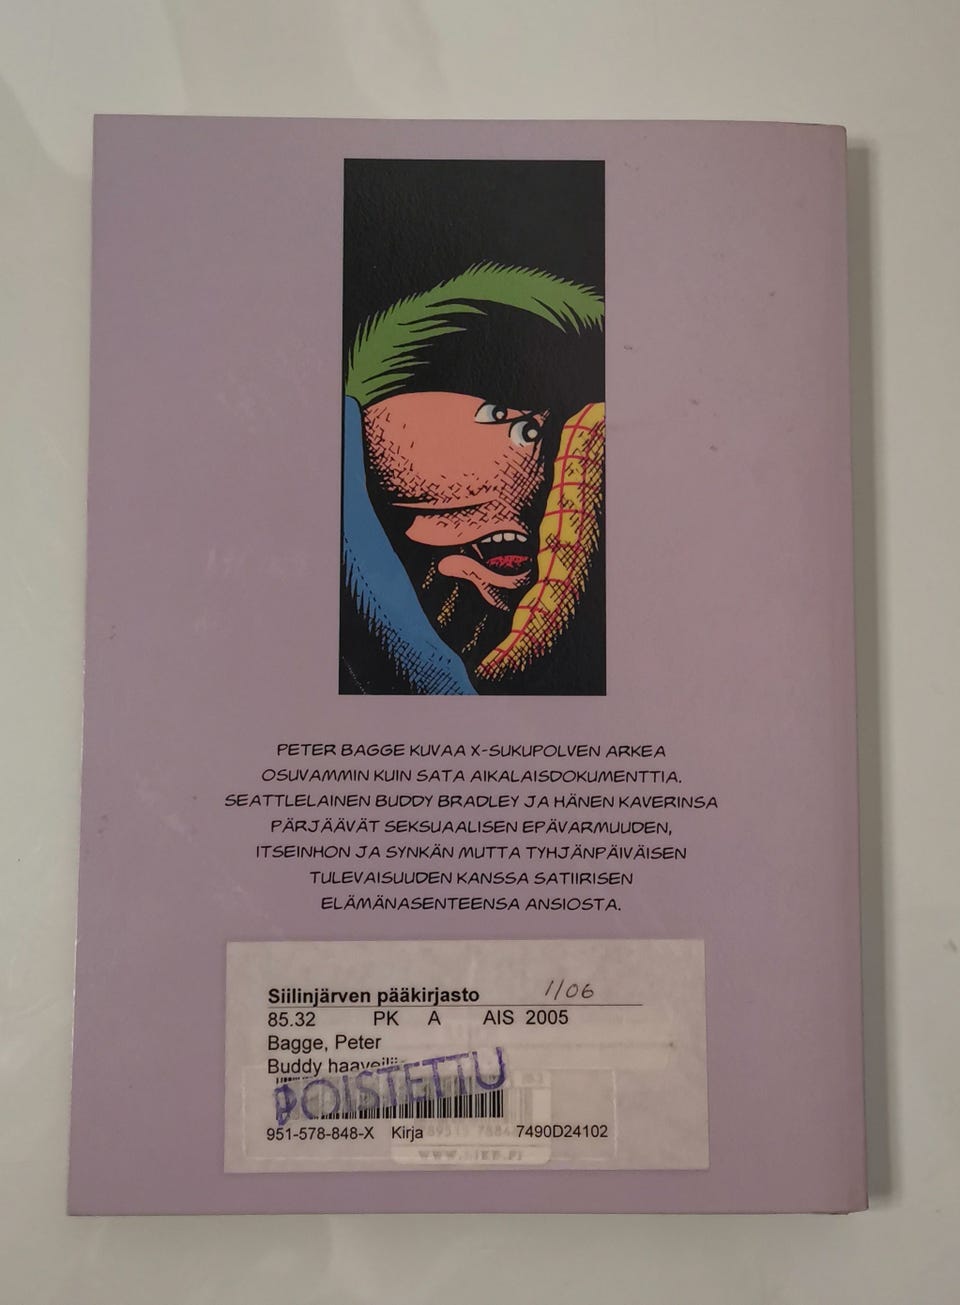 PETER BAGGE KUVAA X-SUKUPOLVEN ARKEA
OSUVAMMIN KUIN SATA AIKALAISDOKUMENTTIA.
SEATTLELAINEN BUDDY BRADLEY JA HÄNEN KAVERINSA
PÄRJÄÄVÄT SEKSUAALISEN EPÄVARMUUDEN,
ITSEINHON JA SYNKÄN MUTTA TYHJÄNPÄIVÄISEN
TULEVAISUUDEN KANSSA SATIIRISEN
ELÄMÄNASENTEENSA ANSIOSTA.
Siilinjärven pääkirjasto 1/06
85.32 PK A AIS 2005
Bagge, Peter
Buddy haaveilija
POISTETTU
951-578-848-X Kirja 7490D24102